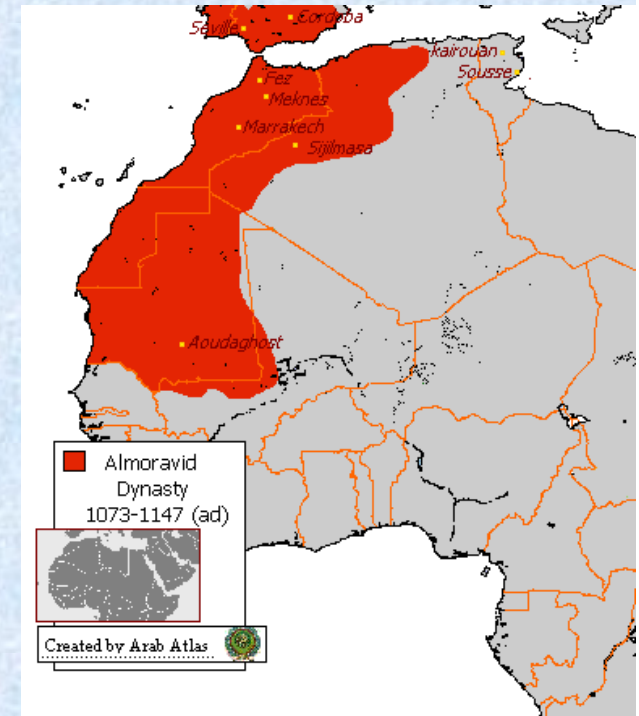 Cordoba
Seville
kairouan
Sousse
Fez
Meknes
Marrakech
Sijilmasa
Aoudaghost
Almoravid
Dynasty
1073-1147 (ad)
Created by Arab Atlas